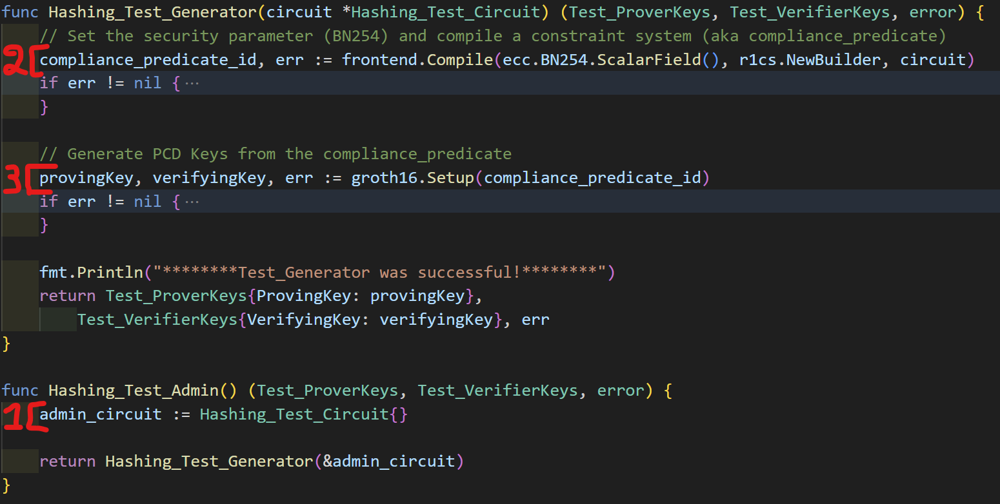 func Hashing_Test_Generator(circuit *Hashing_Test_Circuit) (Test_ProverKeys, Test_VerifierKeys, error) {
// Set the security parameter (BN254) and compile a constraint system (aka compliance_predicate)
2[ compliance_predicate_id, err := frontend.Compile(ecc.BN254.ScalarField(), r1cs.NewBuilder, circuit)
if err != nil { ···
}
// Generate PCD Keys from the compliance_predicate
3[ provingKey, verifyingKey, err := groth16.Setup(compliance_predicate_id)
if err != nil { ···
}
fmt.Println("********Test_Generator was successful!********")
return Test_ProverKeys{ProvingKey: provingKey},
Test_VerifierKeys{VerifyingKey: verifyingKey}, err
}
func Hashing_Test_Admin() (Test_ProverKeys, Test_VerifierKeys, error) {
1[ admin_circuit := Hashing_Test_Circuit{}
return Hashing_Test_Generator(&admin_circuit)
}